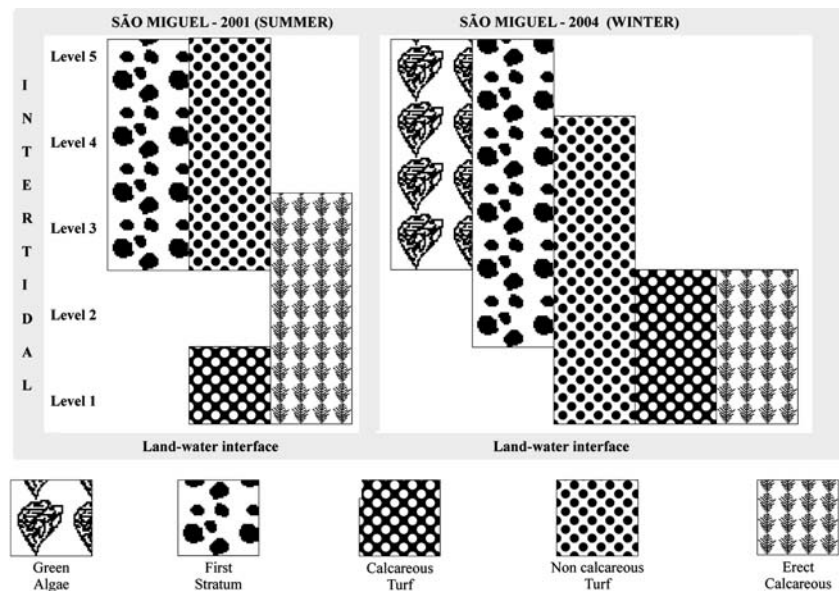 SÃO MIGUEL - 2001 (SUMMER)
SÃO MIGUEL - 2004 (WINTER)
INTERTIDAL
Level 5
Level 4
Level 3
Level 2
Level 1
Land-water interface
Land-water interface
Green
Algae
First
Stratum
Calcareous
Turf
Non calcareous
Turf
Erect
Calcareous